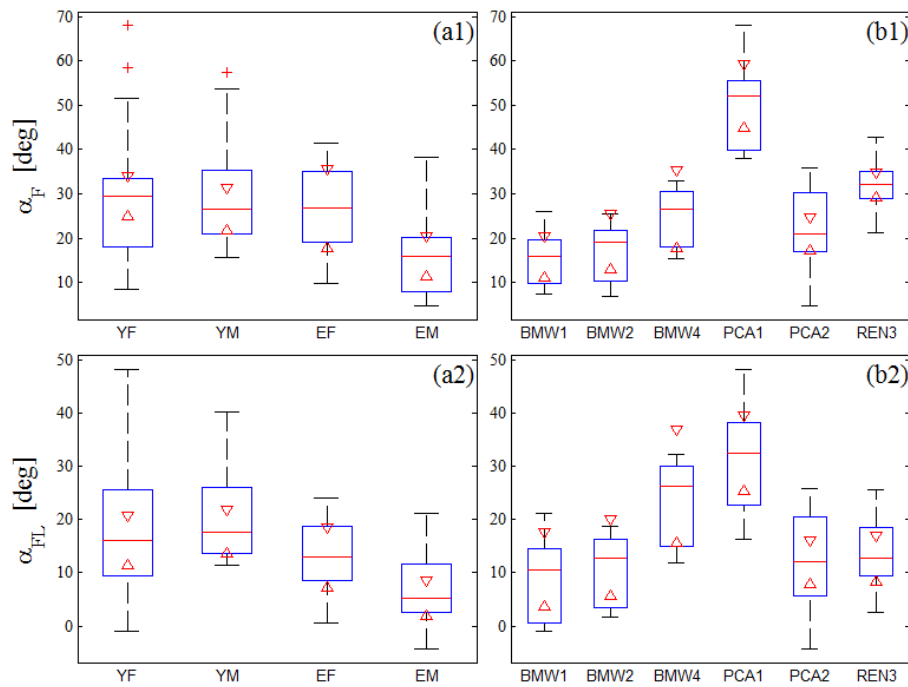 70
60
50
40
30
20
10
α_F [deg]
(a1)
YF YM EF EM
70
60
50
40
30
20
10
(b1)
BMW1 BMW2 BMW4 PCA1 PCA2 REN3
50
40
30
20
10
0
α_FL [deg]
(a2)
YF YM EF EM
50
40
30
20
10
0
(b2)
BMW1 BMW2 BMW4 PCA1 PCA2 REN3